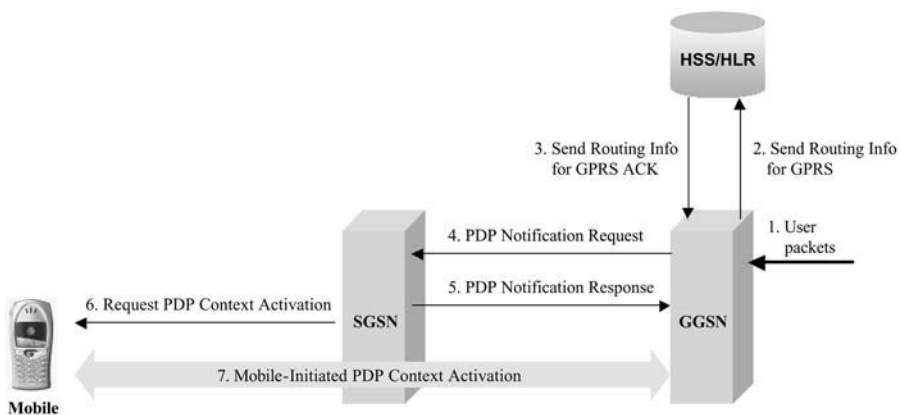 HSS/HLR
3. Send Routing Info
for GPRS ACK
2. Send Routing Info
for GPRS
1. User
packets
4. PDP Notification Request
5. PDP Notification Response
6. Request PDP Context Activation
SGSN
GGSN
7. Mobile-Initiated PDP Context Activation
Mobile